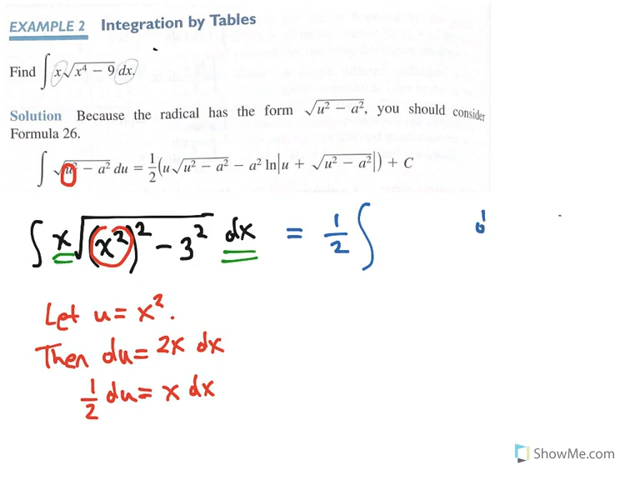 EXAMPLE 2 Integration by Tables
Find ∫ x√(x⁴ − 9) dx.
Solution Because the radical has the form √(u² − a²), you should consider
Formula 26.
∫ √(u² − a²) du = 1/2 (u√(u² − a²) − a² ln|u + √(u² − a²)|) + C
∫ x√((x²)² − 3²) dx = 1/2 ∫
Let u = x².
Then du = 2x dx
1/2 du = x dx
ShowMe.com